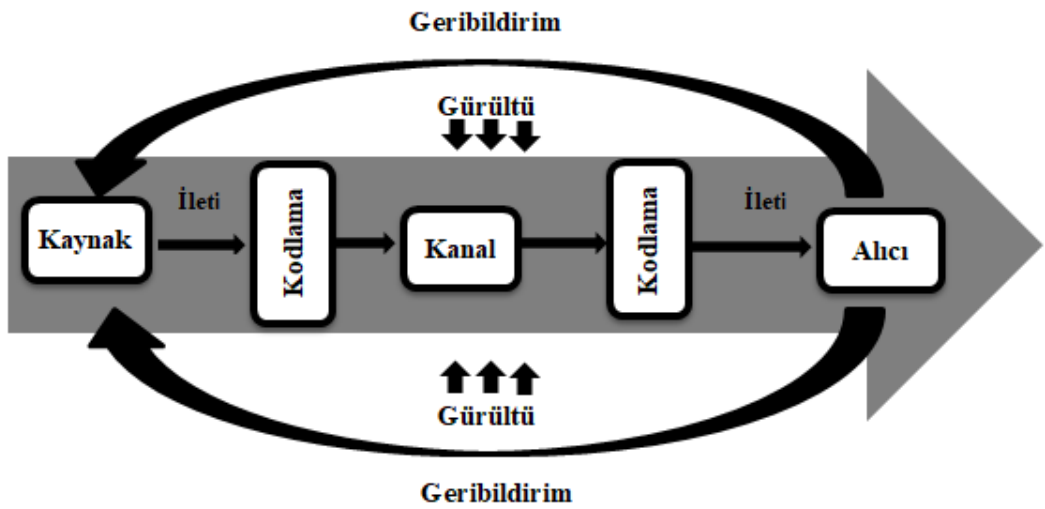 Geribildirim
Gürültü
İleti
İleti
Kaynak
Kodlama
Kanal
Kodlama
Alıcı
Gürültü
Geribildirim